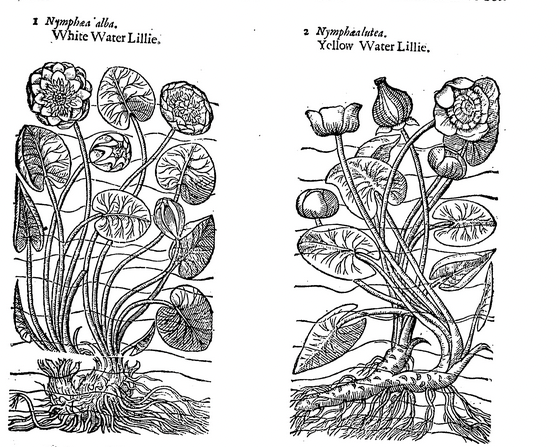 1 Nymphæa alba.
White Water Lillie.
2 Nymphæa lutea.
Yellow Water Lillie.